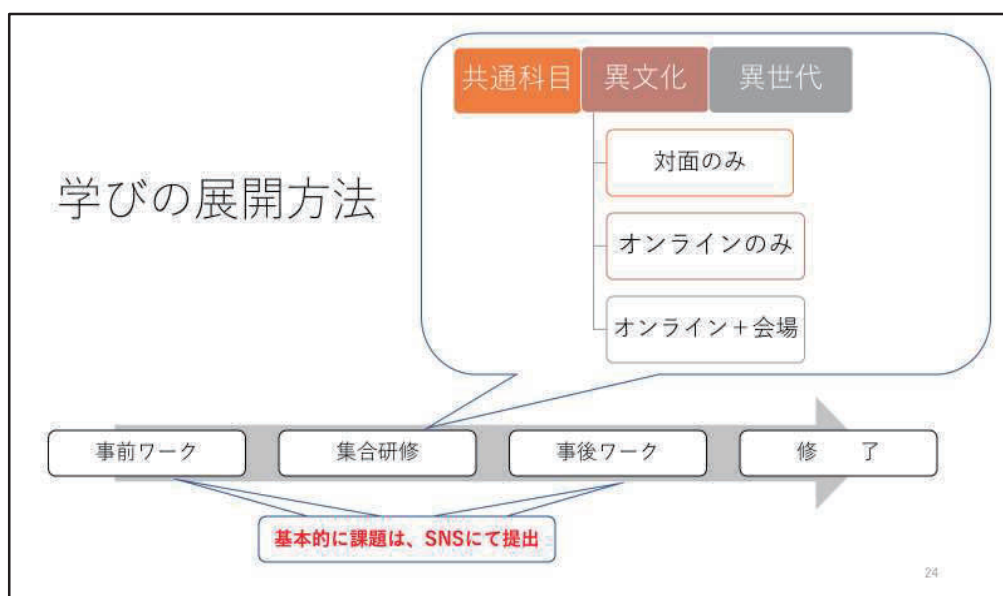 共通科目
異文化
異世代
対面のみ
学びの展開方法
オンラインのみ
オンライン＋会場
事前ワーク
集合研修
事後ワーク
修　了
基本的に課題は、SNSにて提出
24